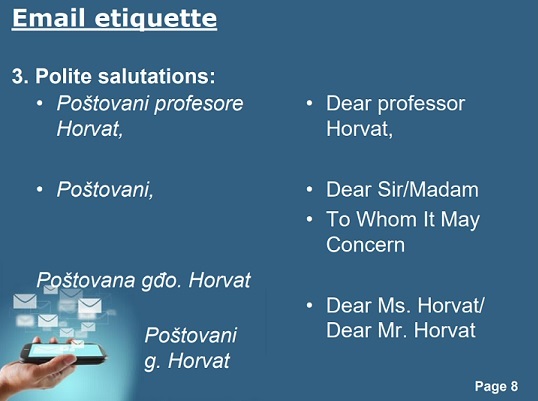 Email etiquette
3. Polite salutations:
• Poštovani profesore
Horvat,
• Dear professor
Horvat,
• Poštovani,
• Dear Sir/Madam
• To Whom It May
Concern
Poštovana gđo. Horvat
Poštovani
g. Horvat
• Dear Ms. Horvat/
Dear Mr. Horvat
Page 8